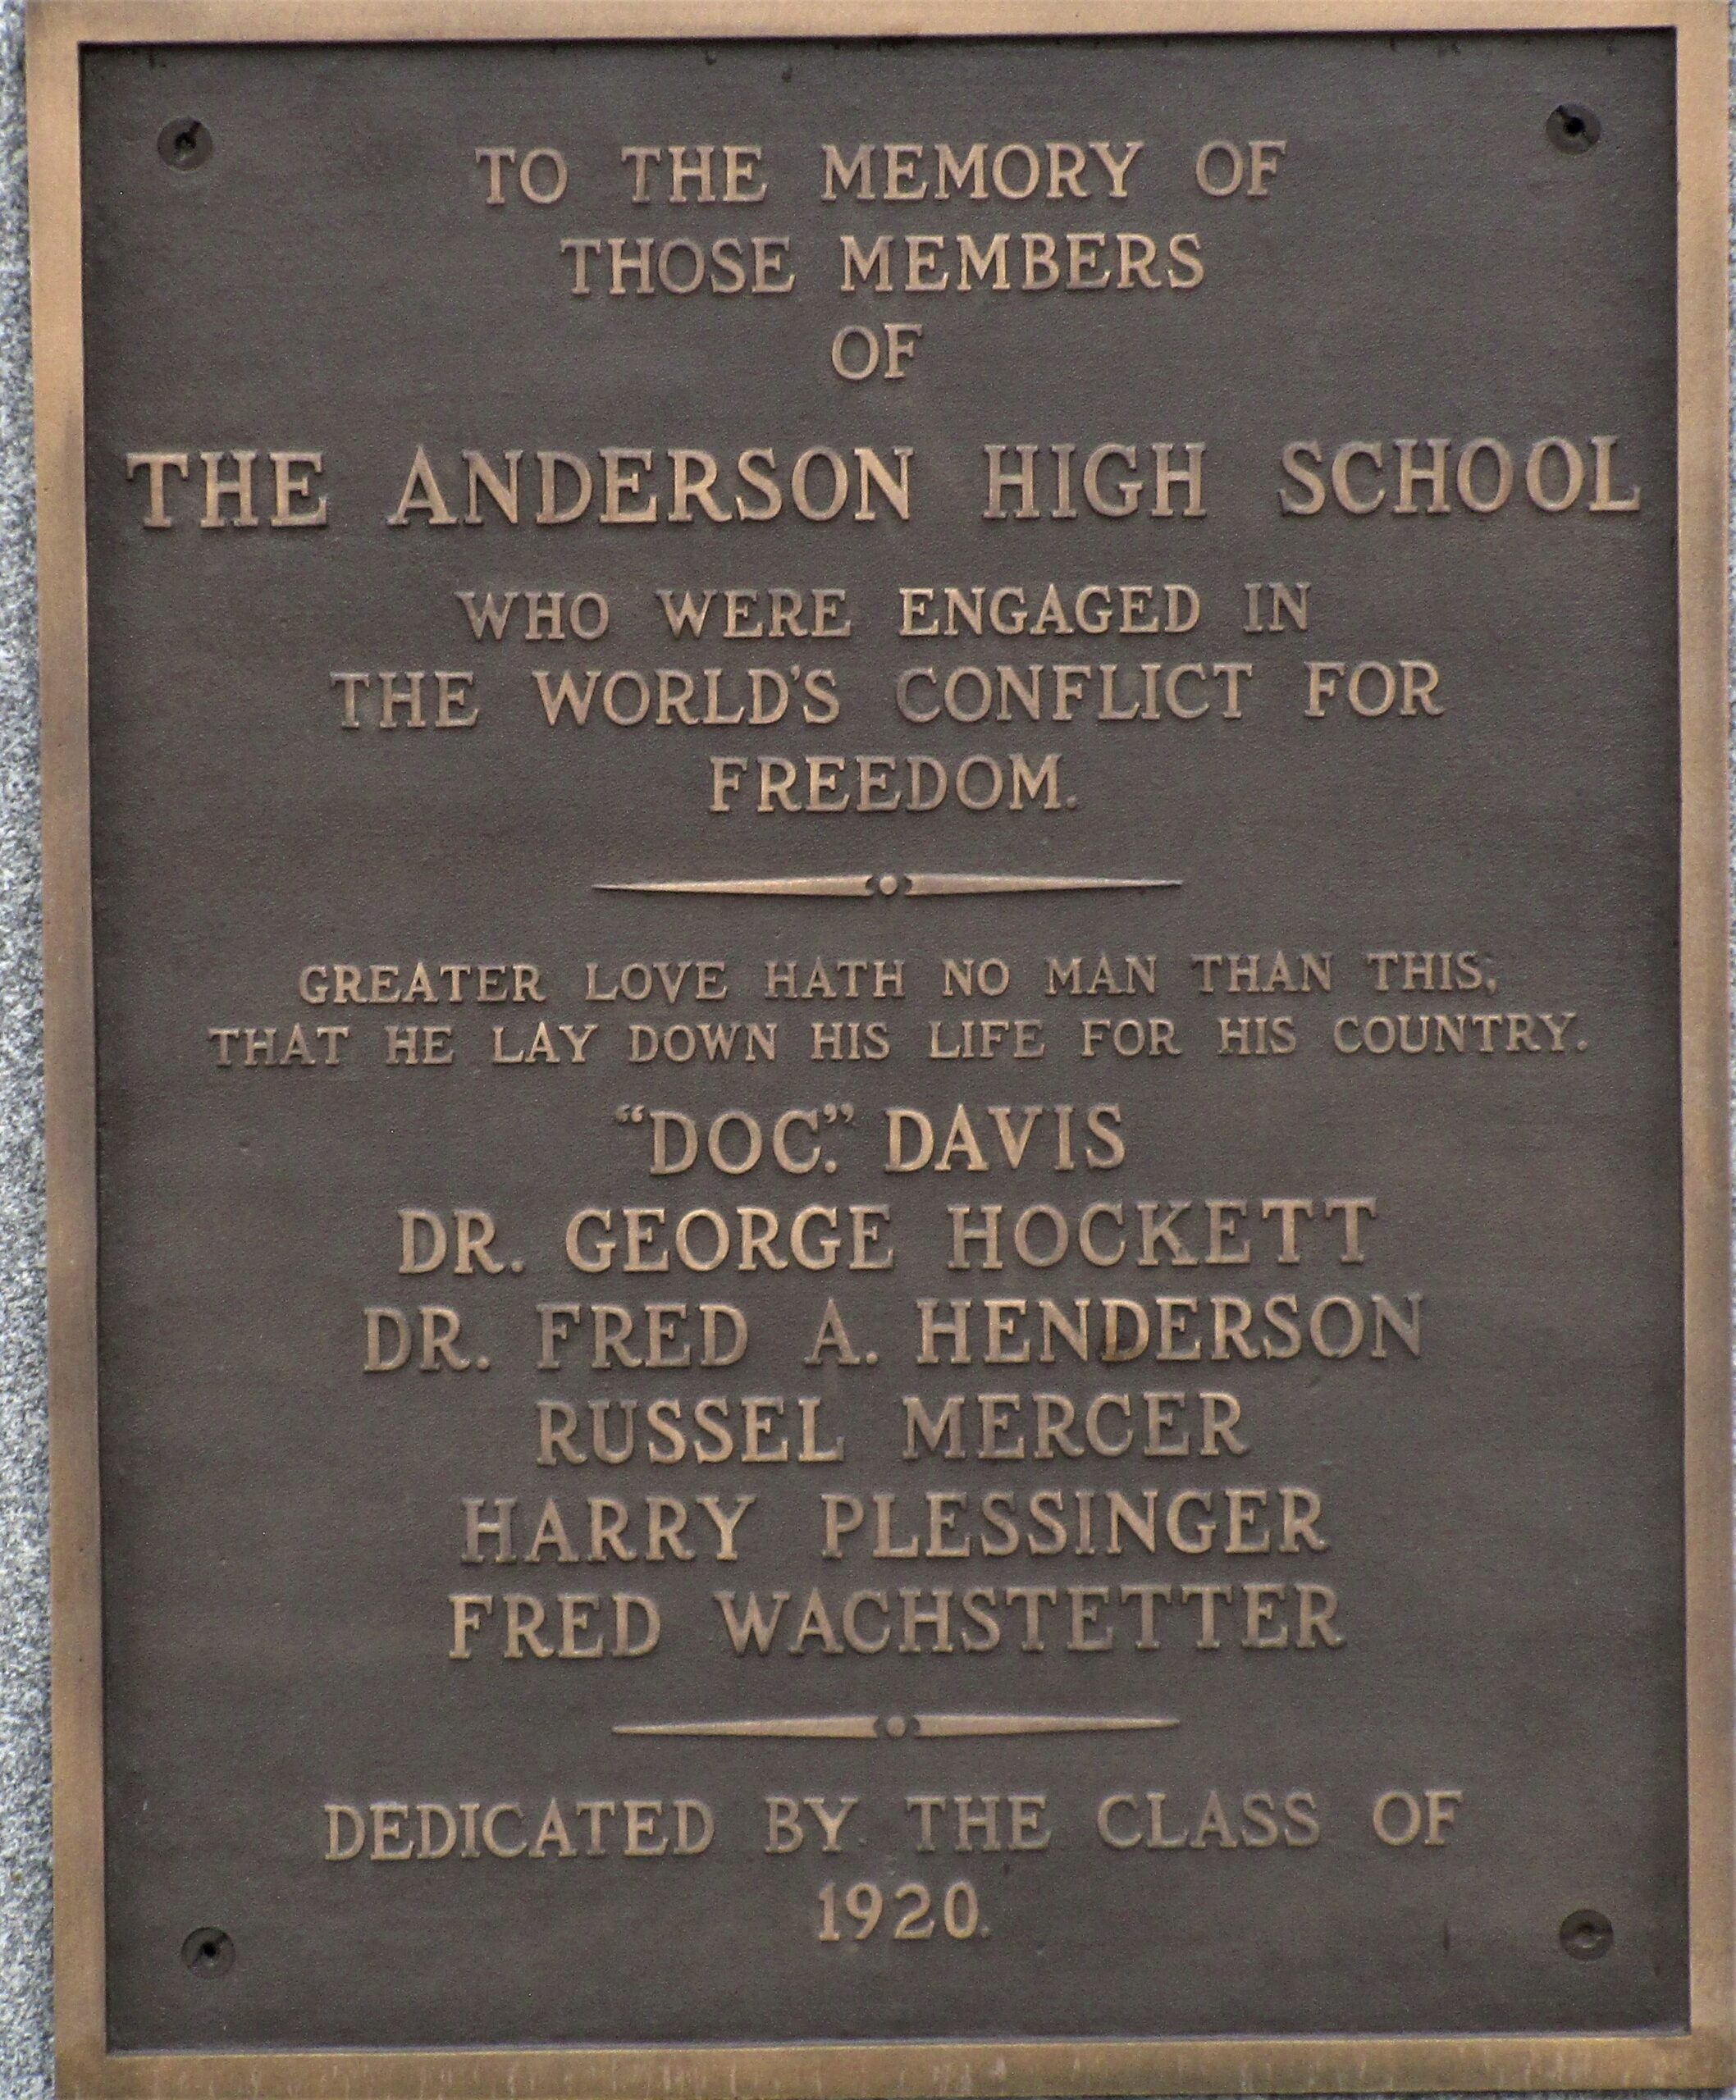 TO THE MEMORY OF
THOSE MEMBERS
OF
THE ANDERSON HIGH SCHOOL
WHO WERE ENGAGED IN
THE WORLD'S CONFLICT FOR
FREEDOM.
GREATER LOVE HATH NO MAN THAN THIS;
THAT HE LAY DOWN HIS LIFE FOR HIS COUNTRY.
“DOC.” DAVIS
DR. GEORGE HOCKETT
DR. FRED A. HENDERSON
RUSSEL MERCER
HARRY PLESSINGER
FRED WACHSTETTER
DEDICATED BY THE CLASS OF
1920.